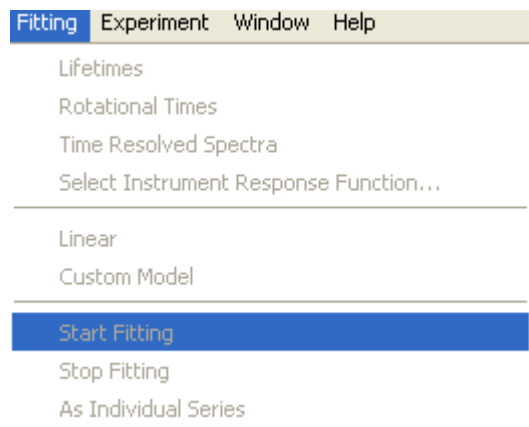 Fitting Experiment Window Help
Lifetimes
Rotational Times
Time Resolved Spectra
Select Instrument Response Function...
Linear
Custom Model
Start Fitting
Stop Fitting
As Individual Series